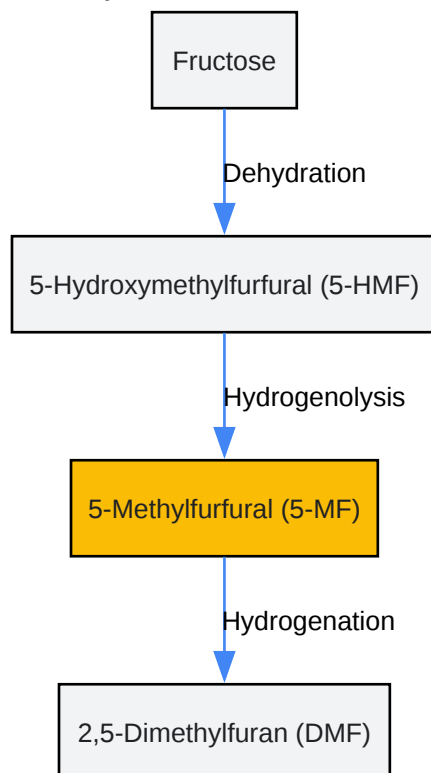 Fructose
Dehydration
5-Hydroxymethylfurfural (5-HMF)
Hydrogenolysis
5-Methylfurfural (5-MF)
Hydrogenation
2,5-Dimethylfuran (DMF)